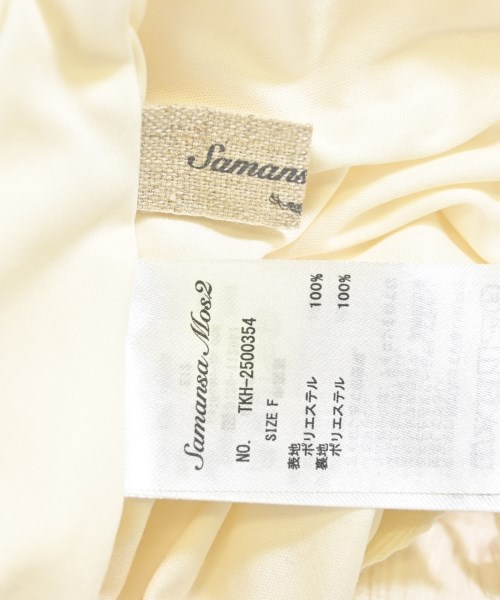 Samansa
Samansa Mos2
NO. TKH-2500354
SIZE F
表地
ポリエステル 100%
裏地
ポリエステル 100%